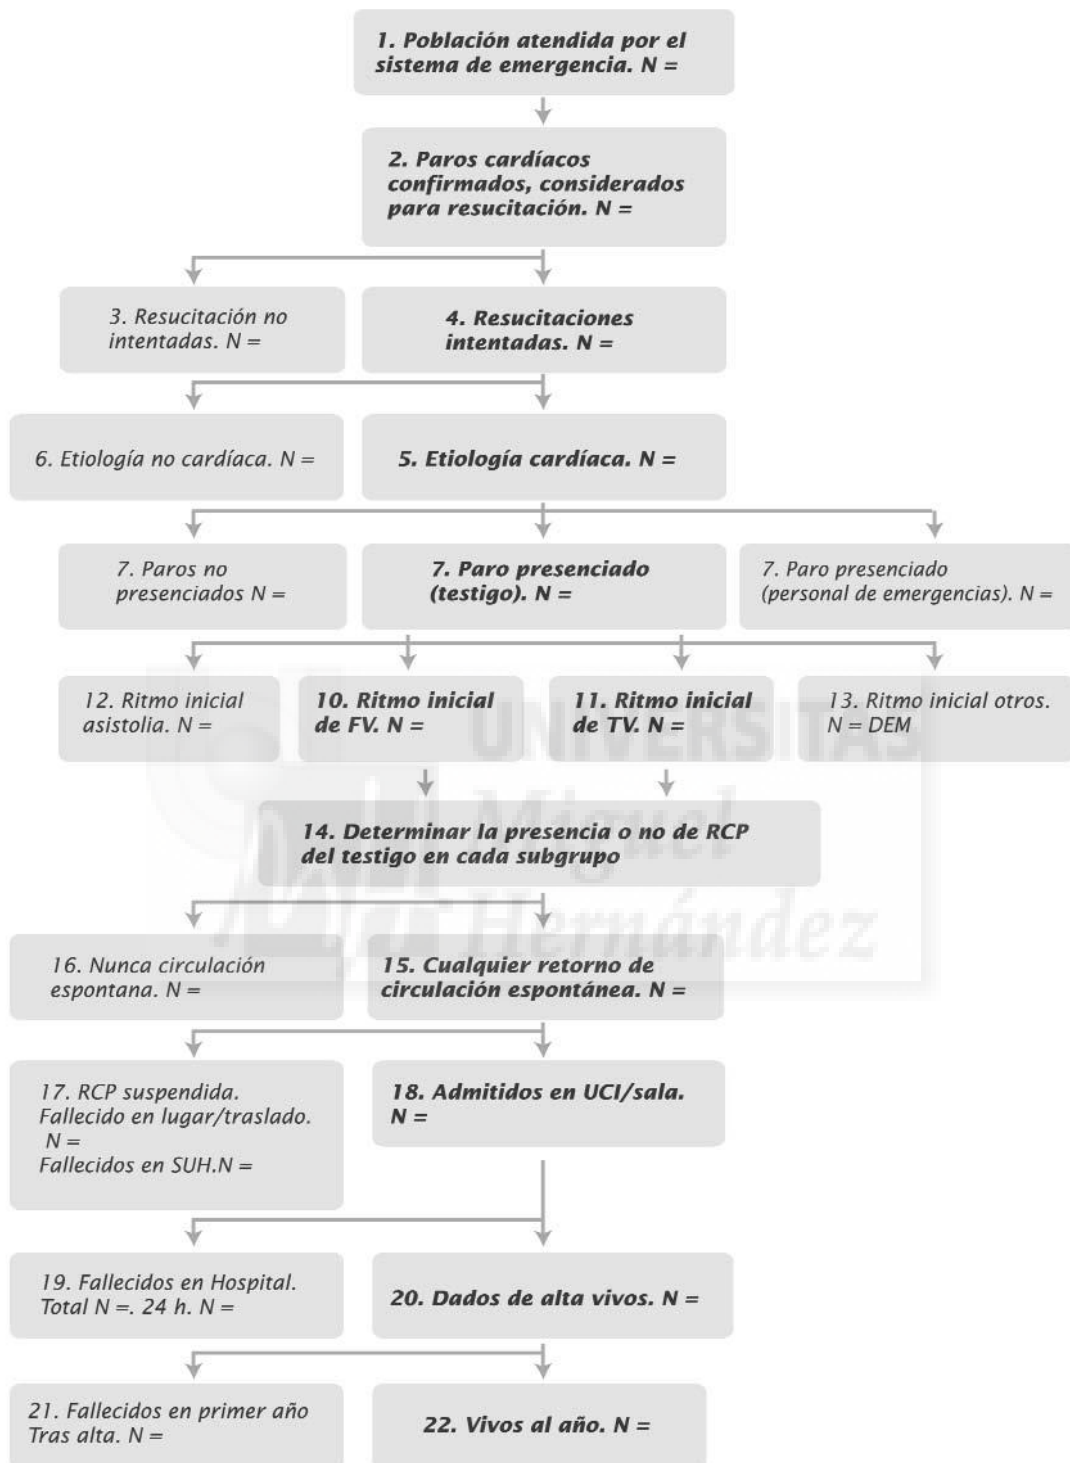 1. Población atendida por el
sistema de emergencia. N =
2. Paros cardíacos
confirmados, considerados
para resucitación. N =
3. Resucitación no
intentadas. N =
4. Resucitaciones
intentadas. N =
6. Etiología no cardíaca. N =
5. Etiología cardíaca. N =
7. Paros no
presenciados N =
7. Paro presenciado
(testigo). N =
7. Paro presenciado
(personal de emergencias). N =
12. Ritmo inicial
asistolia. N =
10. Ritmo inicial
de FV. N =
11. Ritmo inicial
de TV. N =
13. Ritmo inicial otros.
N = DEM
UNIVERSITAS
Miguel
Hernández
14. Determinar la presencia o no de RCP
del testigo en cada subgrupo
16. Nunca circulación
espontana. N =
15. Cualquier retorno de
circulación espontánea. N =
17. RCP suspendida.
Fallecido en lugar/traslado.
N =
Fallecidos en SUH.N =
18. Admitidos en UCI/sala.
N =
19. Fallecidos en Hospital.
Total N =. 24 h. N =
20. Dados de alta vivos. N =
21. Fallecidos en primer año
Tras alta. N =
22. Vivos al año. N =